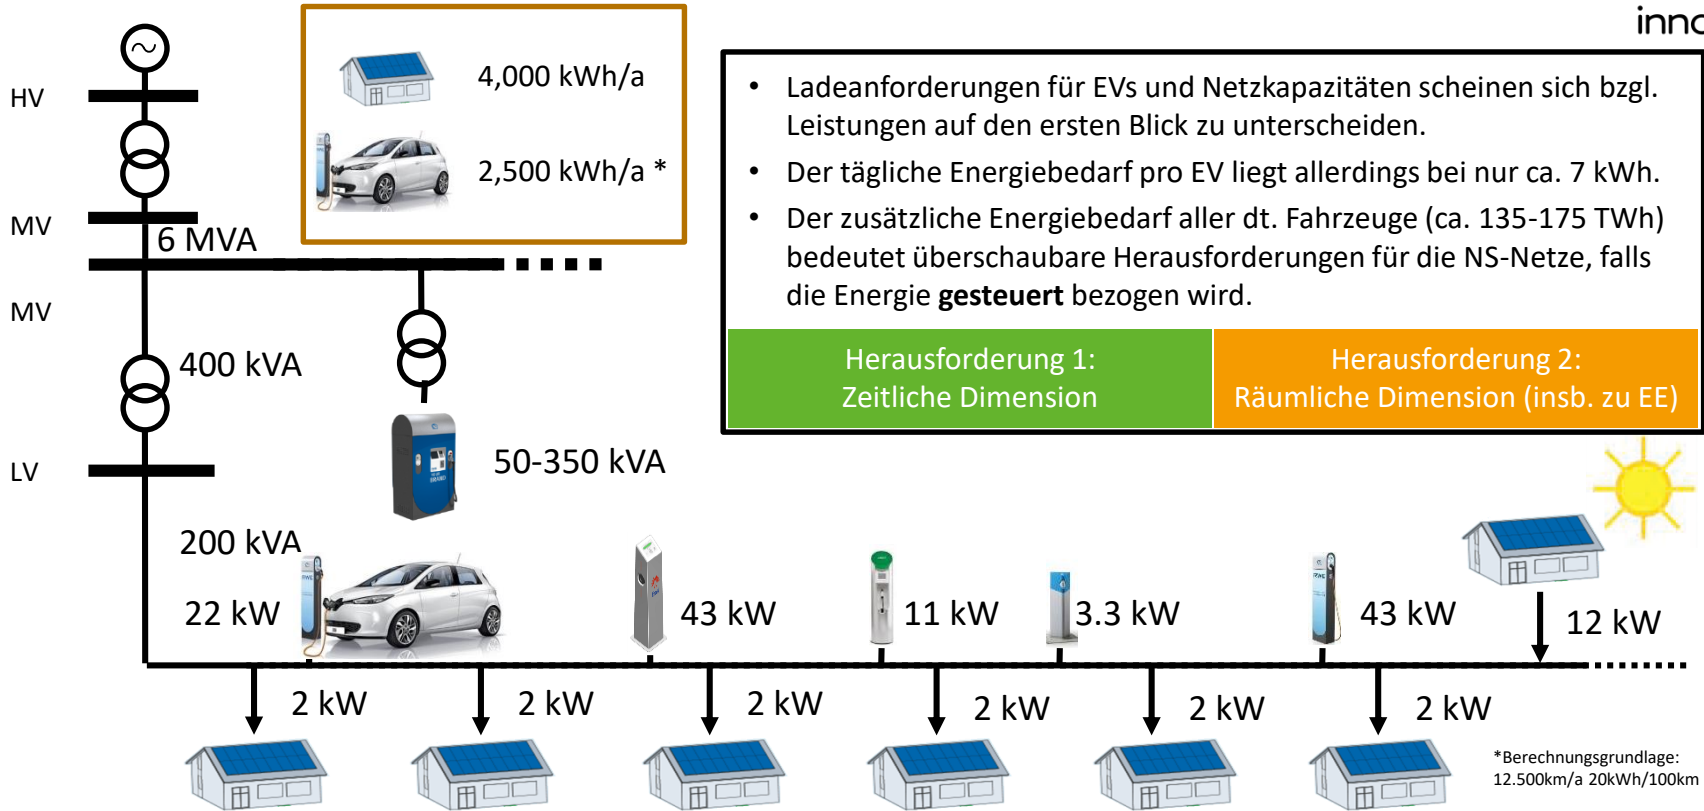 inno
HV
4,000 kWh/a
2,500 kWh/a *
MV
6 MVA
MV
400 kVA
50-350 kVA
LV
200 kVA
• Ladeanforderungen für EVs und Netzkapazitäten scheinen sich bzgl.
Leistungen auf den ersten Blick zu unterscheiden.
• Der tägliche Energiebedarf pro EV liegt allerdings bei nur ca. 7 kWh.
• Der zusätzliche Energiebedarf aller dt. Fahrzeuge (ca. 135-175 TWh)
bedeutet überschaubare Herausforderungen für die NS-Netze, falls
die Energie gesteuert bezogen wird.
Herausforderung 1:
Zeitliche Dimension
Herausforderung 2:
Räumliche Dimension (insb. zu EE)
22 kW
43 kW
11 kW
3.3 kW
43 kW
12 kW
2 kW
2 kW
2 kW
2 kW
2 kW
2 kW
*Berechnungsgrundlage:
12.500km/a 20kWh/100km